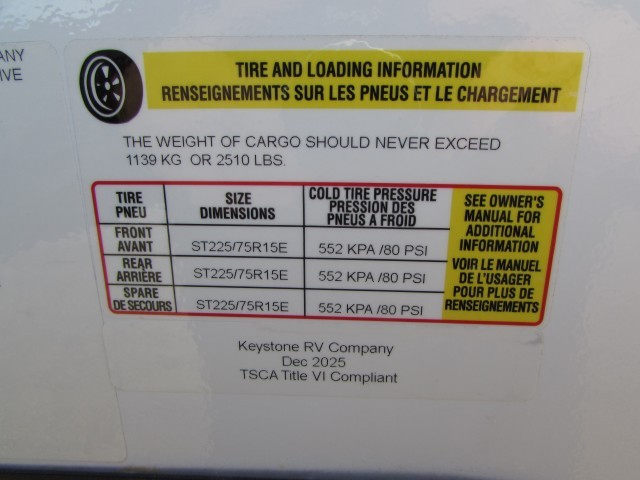 ANY
IVE
TIRE AND LOADING INFORMATION
RENSEIGNEMENTS SUR LES PNEUS ET LE CHARGEMENT
THE WEIGHT OF CARGO SHOULD NEVER EXCEED
1139 KG OR 2510 LBS.
TIRE
PNEU
SIZE
DIMENSIONS
COLD TIRE PRESSURE
PRESSION DES
PNEUS A FROID
FRONT
AVANT
ST225/75R15E
552 KPA /80 PSI
REAR
ARRIÈRE
ST225/75R15E
552 KPA /80 PSI
SPARE
DE SECOURS
ST225/75R15E
552 KPA /80 PSI
SEE OWNER'S
MANUAL FOR
ADDITIONAL
INFORMATION
VOIR LE MANUEL
DE L'USAGER
POUR PLUS DE
RENSEIGNEMENTS
Keystone RV Company
Dec 2025
TSCA Title VI Compliant